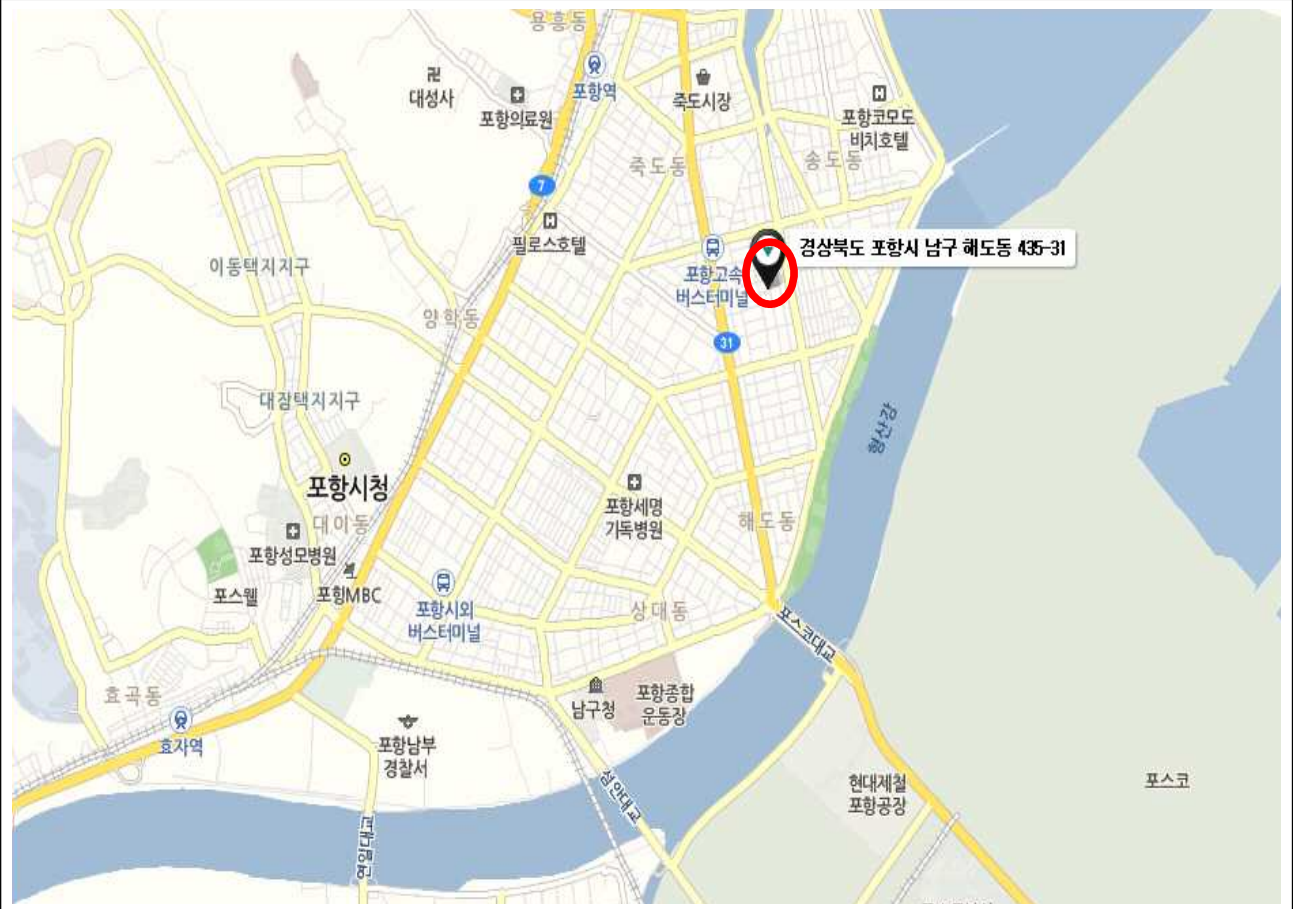 용흥동
卍
대성사
포항의료원
포항역
죽도시장
H
포항코모도
비치호텔
죽도동
송도동
7
H
필로스호텔
이동택지지구
포항고속
버스터미널
경상북도 포항시 남구 해도동 435-31
양학동
31
대잠택지지구
형산강
포항시청
대이동
포항세명
기독병원
해도동
포항성모병원
포스웰
포항MBC
포항시외
버스터미널
상대동
포스코대교
효곡동
남구청
포항종합
운동장
효자역
포항남부
경찰서
섬안대교
현대제철
포항공장
포스코
연일대교